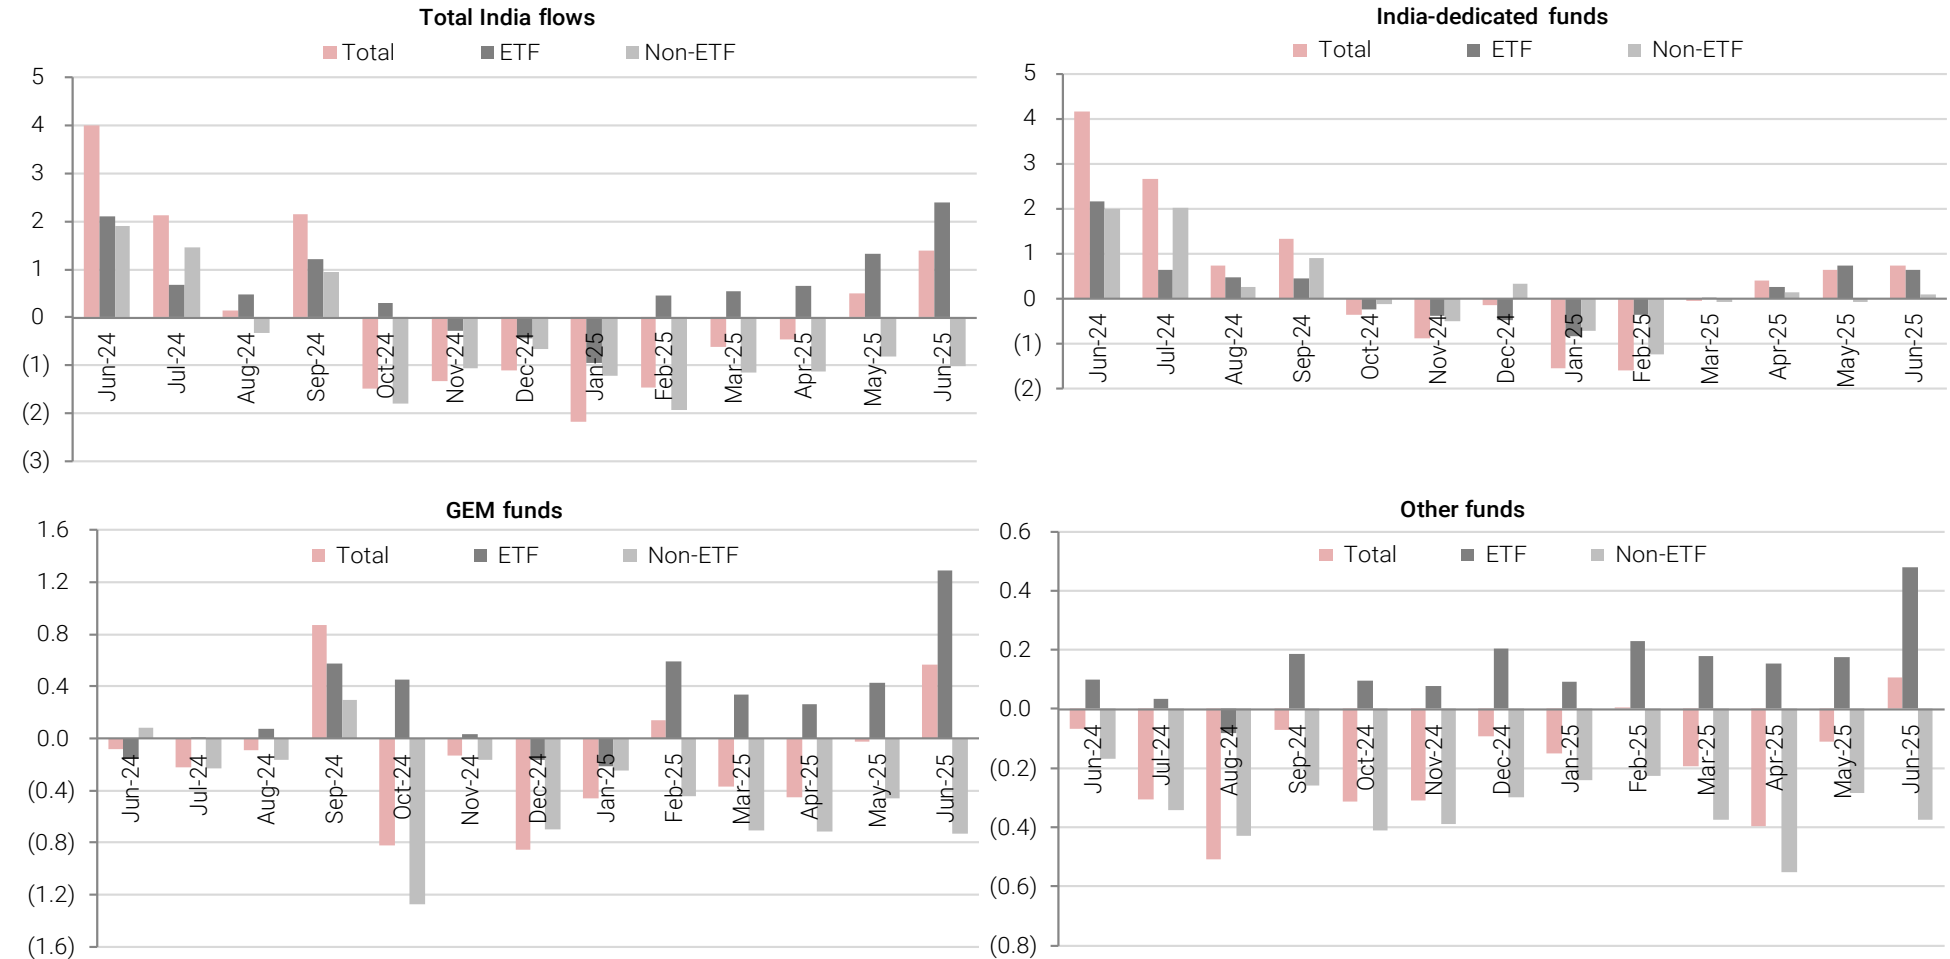 Total India flows
Total ETF Non-ETF
5
4
3
2
1
0
(1)
(2)
(3)
Jun-24 Jul-24 Aug-24 Sep-24 Oct-24 Nov-24 Dec-24 Jan-25 Feb-25 Mar-25 Apr-25 May-25 Jun-25
India-dedicated funds
Total ETF Non-ETF
5
4
3
2
1
0
(1)
(2)
Jun-24 Jul-24 Aug-24 Sep-24 Oct-24 Nov-24 Dec-24 Jan-25 Feb-25 Mar-25 Apr-25 May-25 Jun-25
GEM funds
Total ETF Non-ETF
1.6
1.2
0.8
0.4
0.0
(0.4)
(0.8)
(1.2)
(1.6)
Jun-24 Jul-24 Aug-24 Sep-24 Oct-24 Nov-24 Dec-24 Jan-25 Feb-25 Mar-25 Apr-25 May-25 Jun-25
Other funds
Total ETF Non-ETF
0.6
0.4
0.2
0.0
(0.2)
(0.4)
(0.6)
(0.8)
Jun-24 Jul-24 Aug-24 Sep-24 Oct-24 Nov-24 Dec-24 Jan-25 Feb-25 Mar-25 Apr-25 May-25 Jun-25